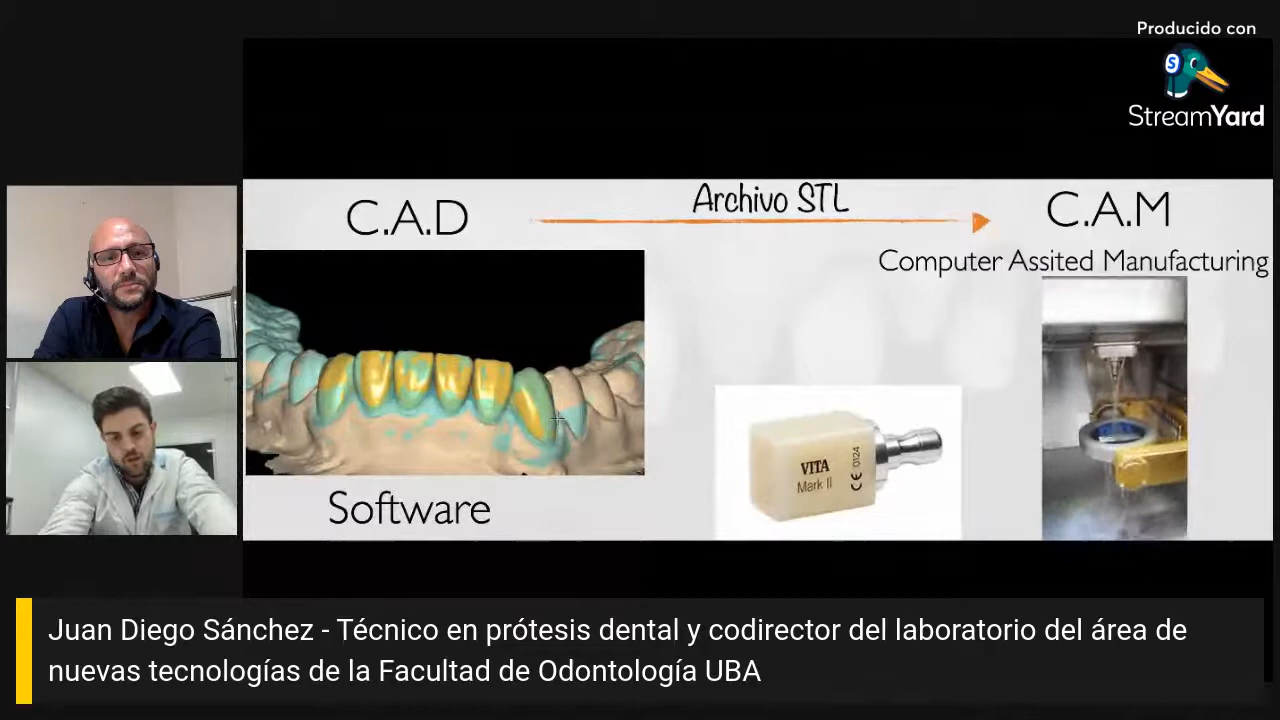 Producido con
StreamYard
C.A.D
Archivo STL
C.A.M
Computer Assited Manufacturing
VITA
Mark II
CE 0124
Software
Juan Diego Sánchez - Técnico en prótesis dental y codirector del laboratorio del área de
nuevas tecnologías de la Facultad de Odontología UBA